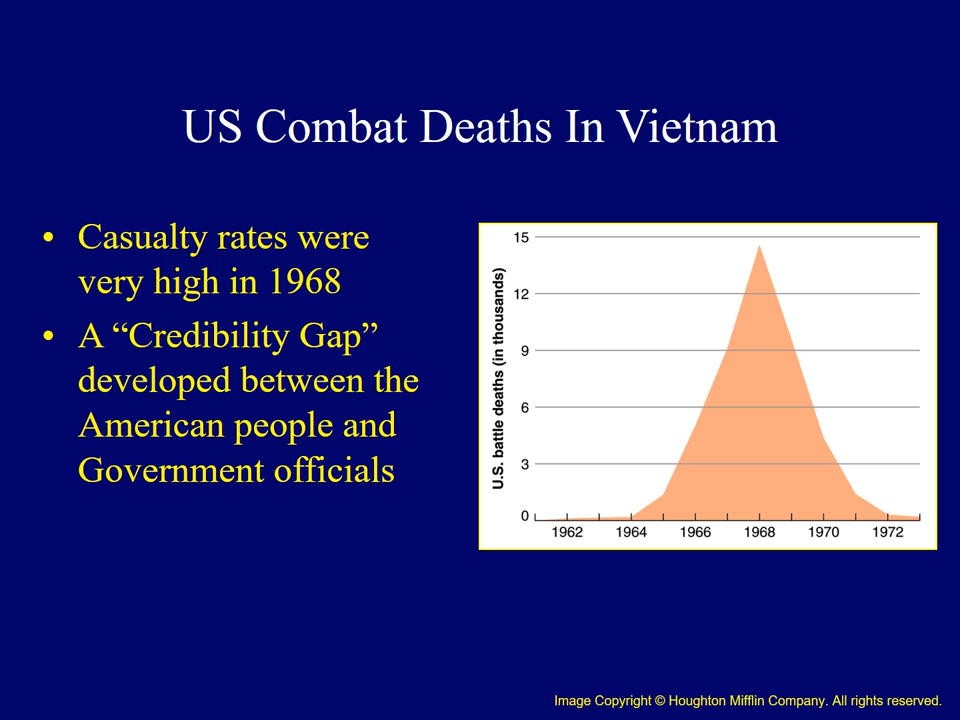 US Combat Deaths In Vietnam
• Casualty rates were
very high in 1968
• A “Credibility Gap”
developed between the
American people and
Government officials
U.S. battle deaths (in thousands)
15
12
9
6
3
0
1962 1964 1966 1968 1970 1972
Image Copyright © Houghton Mifflin Company. All rights reserved.